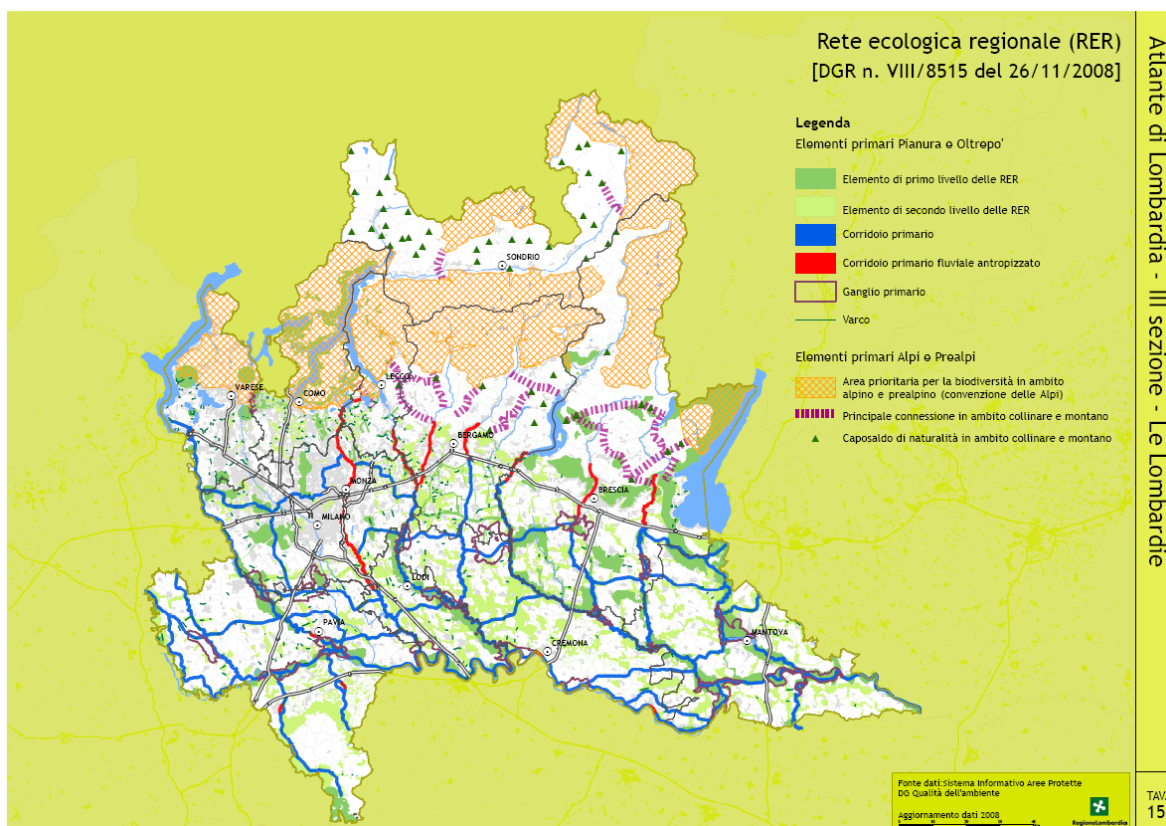 Rete ecologica regionale (RER)
[DGR n. VIII/8515 del 26/11/2008]
Legenda
Elementi primari Pianura e Oltrepo'
Elemento di primo livello delle RER
Elemento di secondo livello delle RER
Corridoio primario
Corridoio primario fluviale antropizzato
Ganglio primario
Varco
Elementi primari Alpi e Prealpi
Area prioritaria per la biodiversità in ambito
alpino e prealpino (convenzione delle Alpi)
Principale connessione in ambito collinare e montano
Caposaldo di naturalità in ambito collinare e montano
SONDRIO
LECCO
VARESE
COMO
BERGAMO
MONZA
BRESCIA
MILANO
LODI
PAVIA
CREMONA
MANTOVA
Fonte dati:Sistema Informativo Aree Protette
DG Qualità dell'ambiente
Aggiornamento dati 2008
RegioneLombardia
Atlante di Lombardia - III sezione - Le Lombardie
TAV.
15